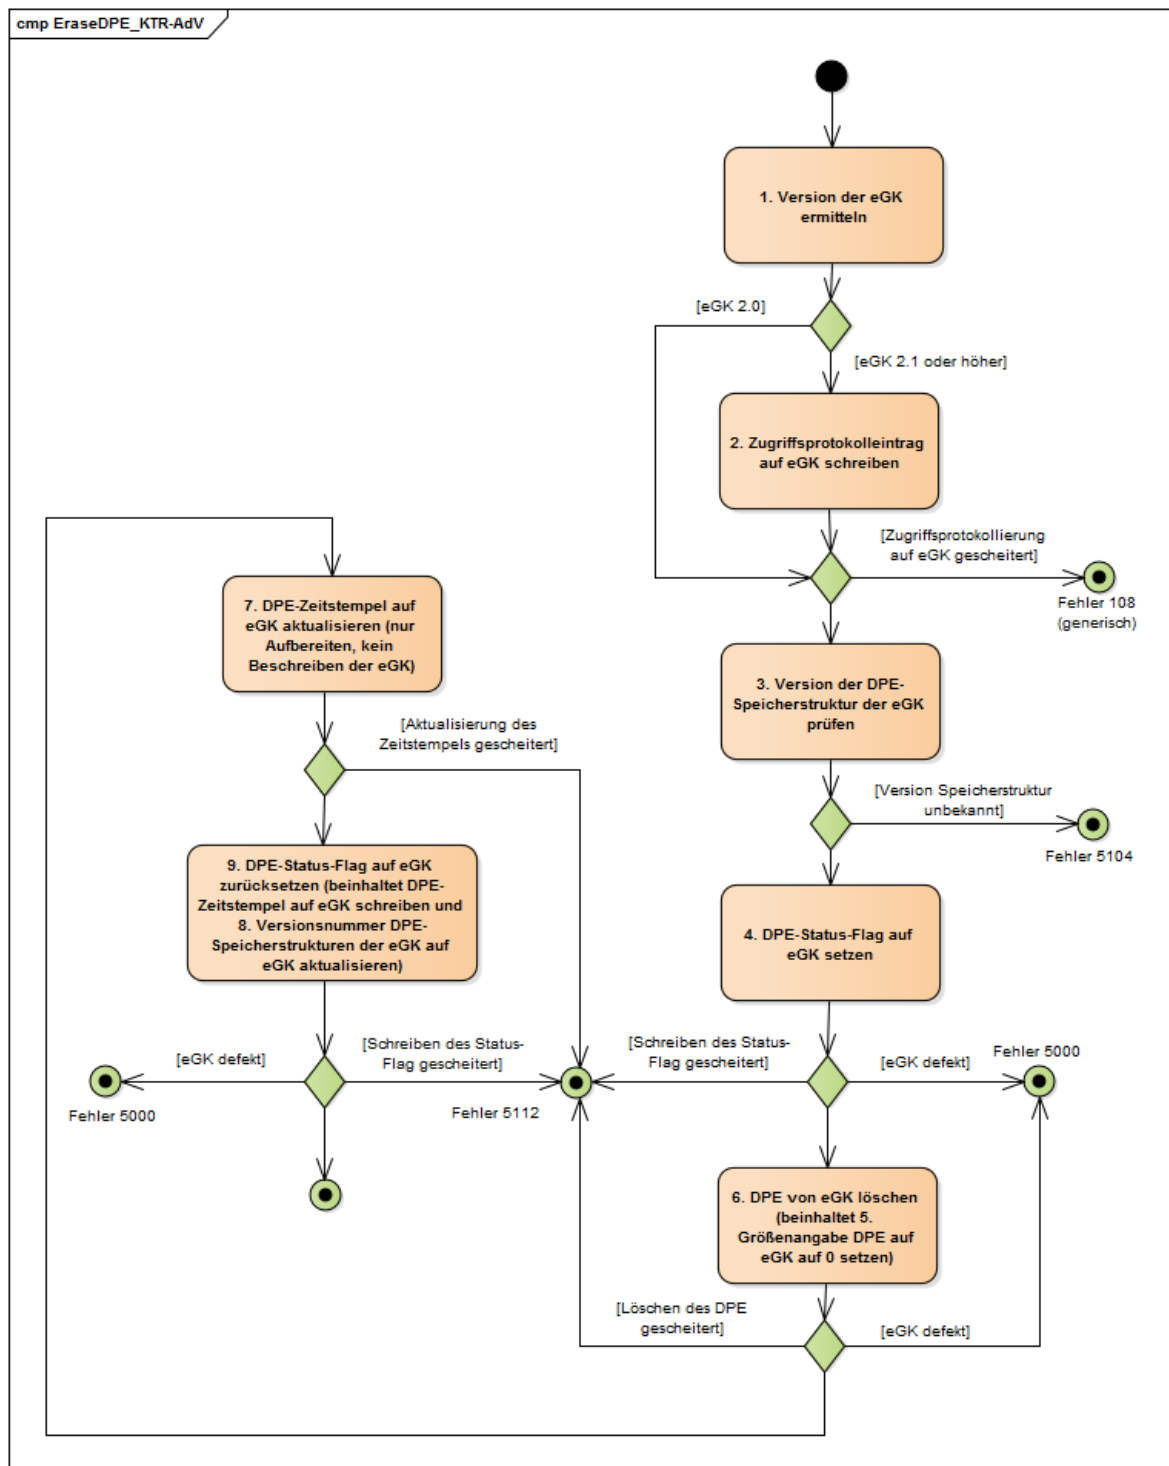 cmp EraseDPE_KTR-AdV
1. Version der eGK
ermitteln
[eGK 2.0]
[eGK 2.1 oder höher]
2. Zugriffsprotokolleintrag
auf eGK schreiben
[Zugriffsprotokollierung
auf eGK gescheitert]
Fehler 108
(generisch)
3. Version der DPE-
Speicherstruktur der eGK
prüfen
[Version Speicherstruktur
unbekannt]
Fehler 5104
4. DPE-Status-Flag auf
eGK setzen
[Schreiben des Status-
Flag gescheitert]
[eGK defekt]
Fehler 5000
6. DPE von eGK löschen
(beinhaltet 5.
Größenangabe DPE auf
eGK auf 0 setzen)
[Löschen des DPE
gescheitert]
[eGK defekt]
7. DPE-Zeitstempel auf
eGK aktualisieren (nur
Aufbereiten, kein
Beschreiben der eGK)
[Aktualisierung des
Zeitstempels gescheitert]
9. DPE-Status-Flag auf eGK
zurücksetzen (beinhaltet DPE-
Zeitstempel auf eGK schreiben und
8. Versionsnummer DPE-
Speicherstrukturen der eGK auf
eGK aktualisieren)
[eGK defekt]
[Schreiben des Status-
Flag gescheitert]
Fehler 5000
Fehler 5112